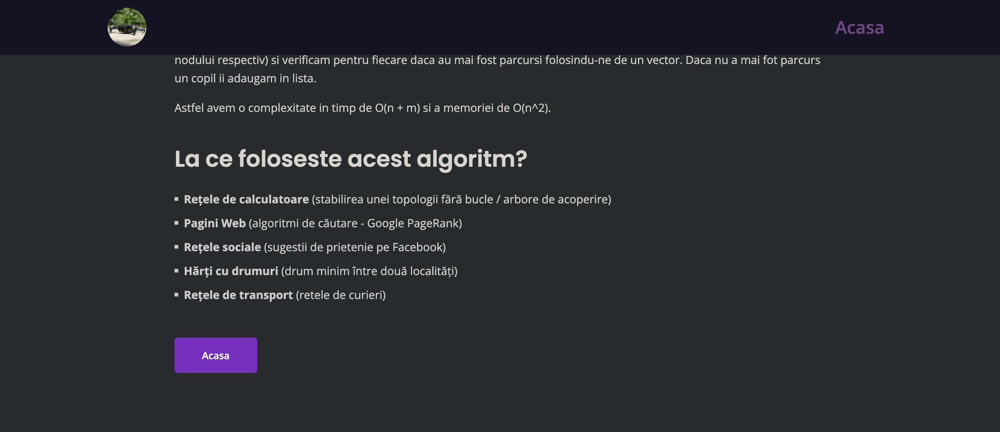 Acasa
nodului respectiv) si verificam pentru fiecare daca au mai fost parcursi folosindu-ne de un vector. Daca nu a mai fot parcurs
un copil ii adaugam in lista.
Astfel avem o complexitate in timp de O(n + m) si a memoriei de O(n^2).
La ce foloseste acest algoritm?
▪ Rețele de calculatoare (stabilirea unei topologii fără bucle / arbore de acoperire)
▪ Pagini Web (algoritmi de căutare - Google PageRank)
▪ Rețele sociale (sugestii de prietenie pe Facebook)
▪ Hărți cu drumuri (drum minim între două localități)
▪ Rețele de transport (retele de curieri)
Acasa